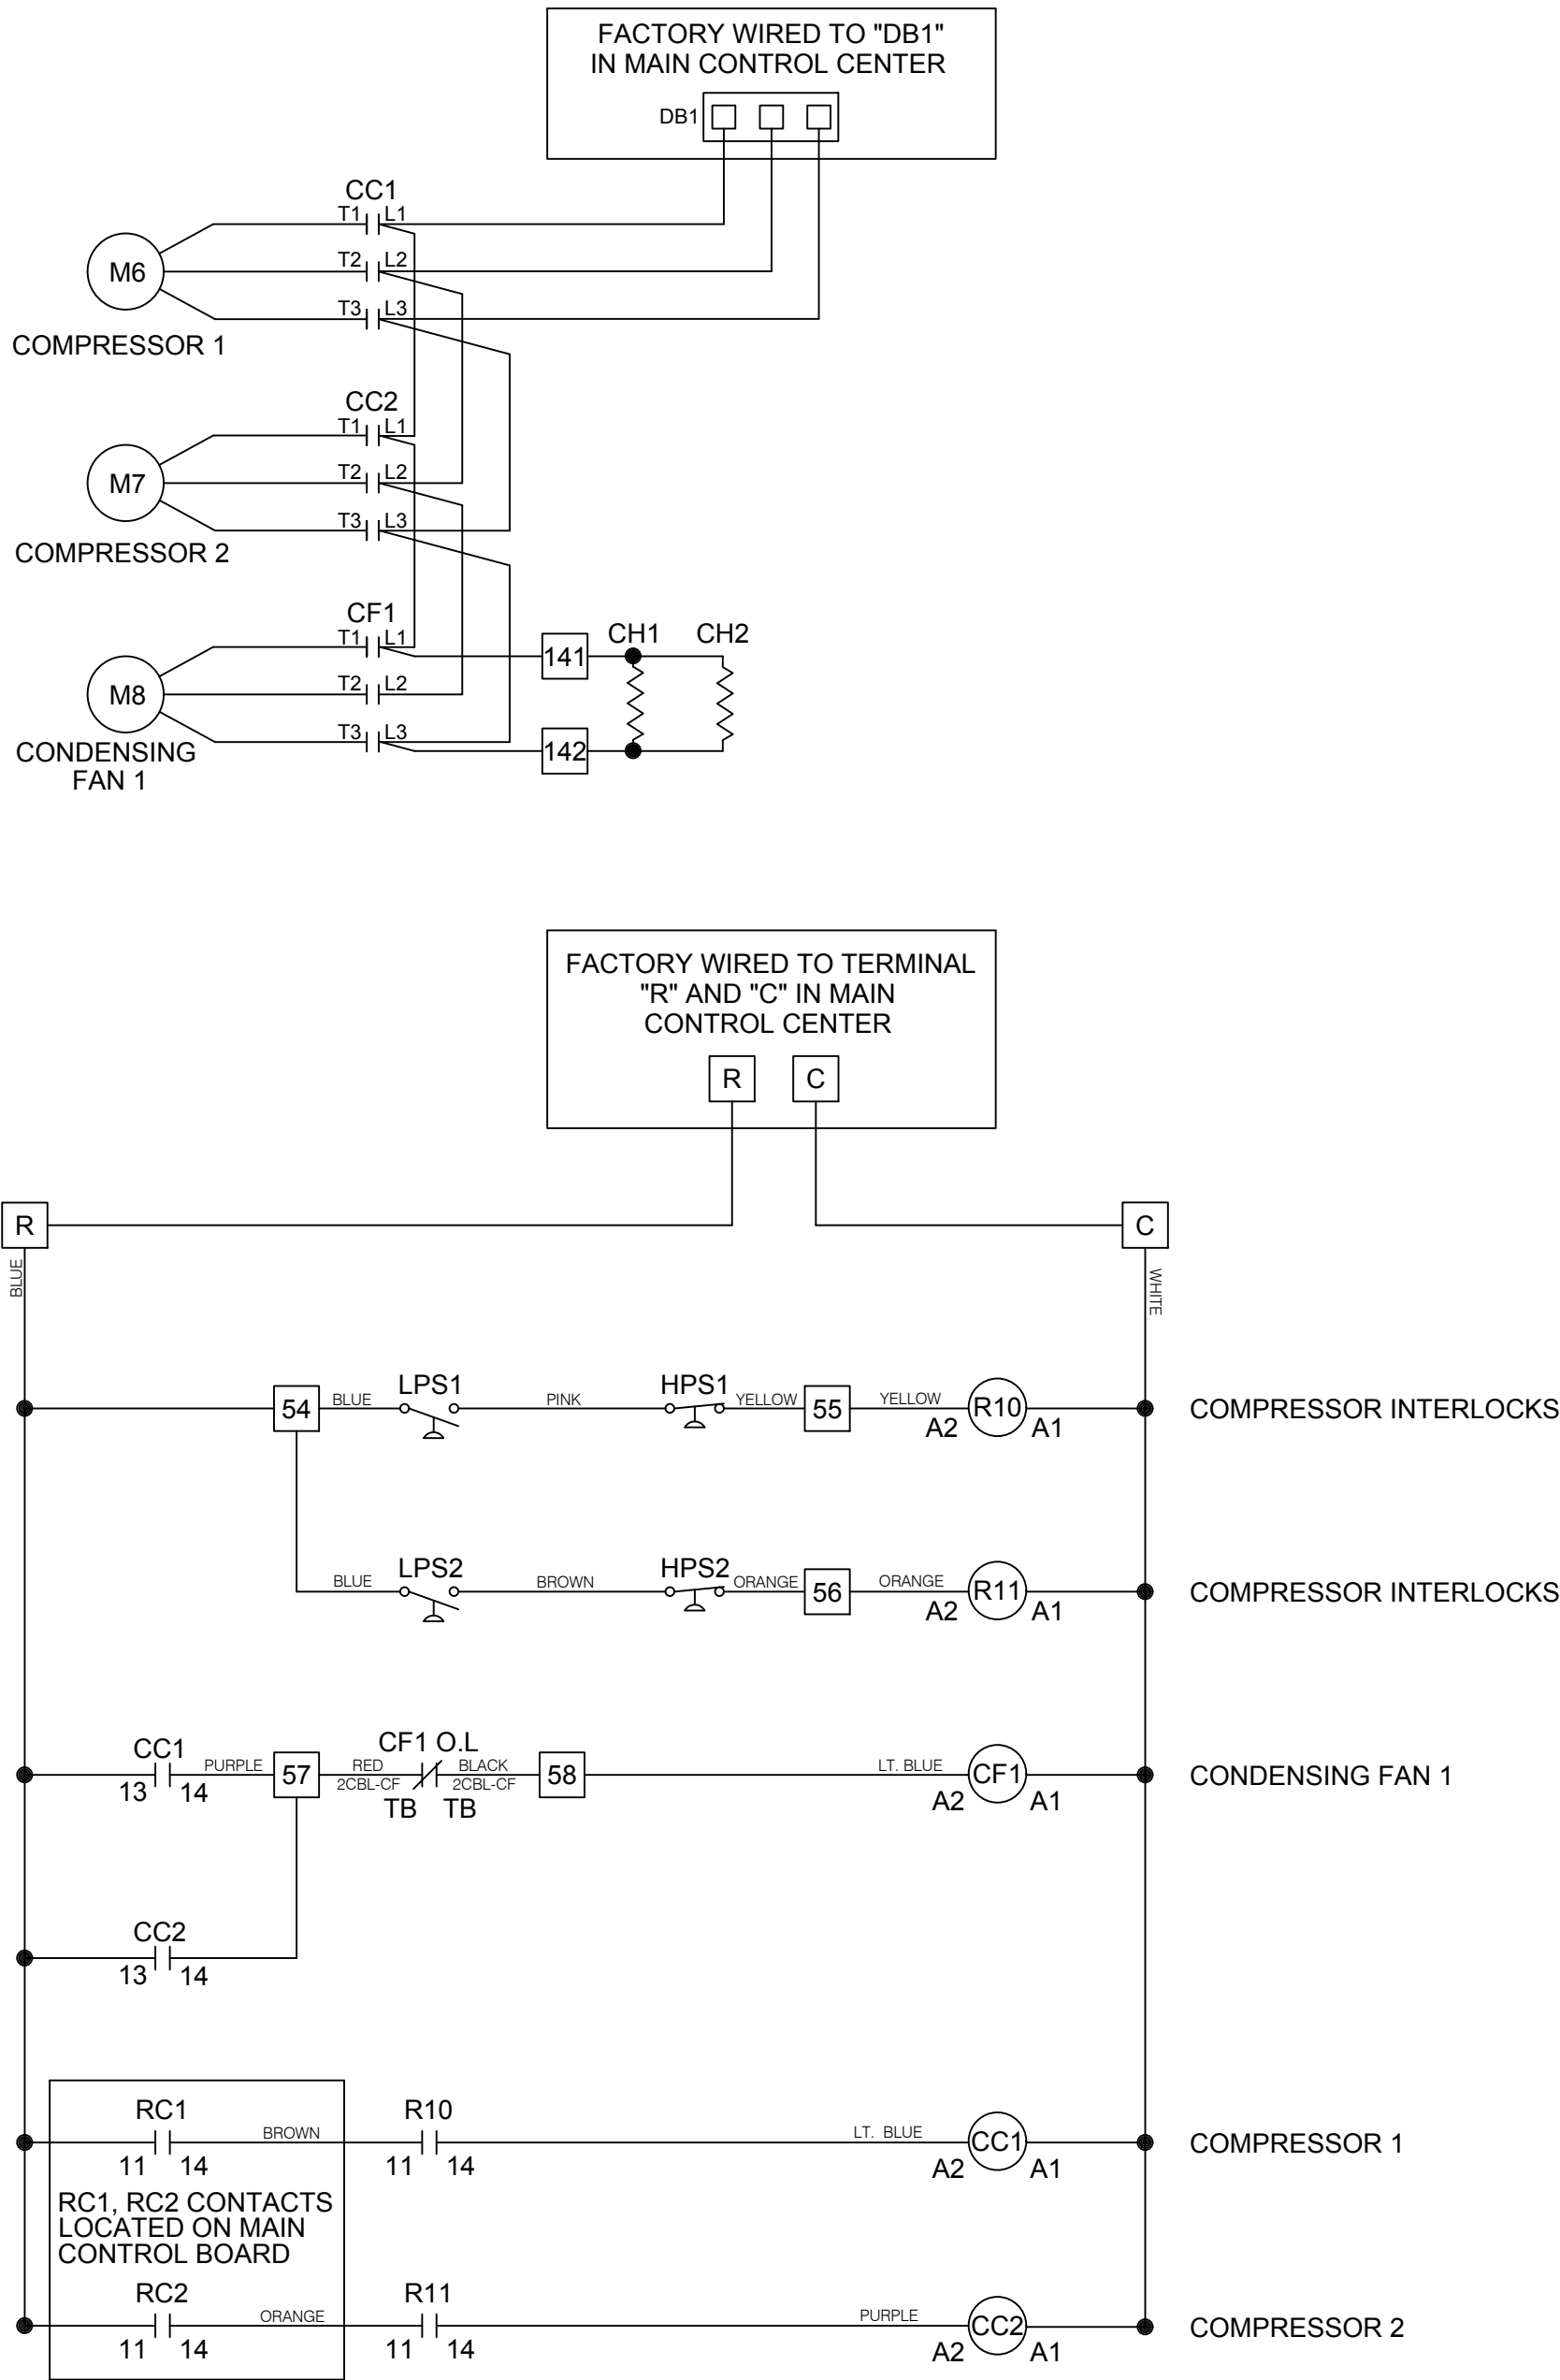 FACTORY WIRED TO "DB1"
IN MAIN CONTROL CENTER
DB1
CC1
T1 L1
T2 L2
T3 L3
M6
COMPRESSOR 1
CC2
T1 L1
T2 L2
T3 L3
M7
COMPRESSOR 2
CF1
T1 L1
T2 L2
T3 L3
M8
CONDENSING
FAN 1
141
142
CH1 CH2
FACTORY WIRED TO TERMINAL
"R" AND "C" IN MAIN
CONTROL CENTER
R C
R C
BLUE
WHITE
54 BLUE LPS1 PINK HPS1 YELLOW 55 YELLOW R10 COMPRESSOR INTERLOCKS
A2 A1
BLUE LPS2 BROWN HPS2 ORANGE 56 ORANGE R11 COMPRESSOR INTERLOCKS
A2 A1
CC1 CF1 O.L
PURPLE 57 RED BLACK 58 LT. BLUE CF1 CONDENSING FAN 1
13 14 2CBL-CF 2CBL-CF A2 A1
TB TB
CC2
13 14
RC1 R10
BROWN LT. BLUE CC1 COMPRESSOR 1
11 14 11 14 A2 A1
RC1, RC2 CONTACTS
LOCATED ON MAIN
CONTROL BOARD
RC2 R11
ORANGE PURPLE CC2 COMPRESSOR 2
11 14 11 14 A2 A1